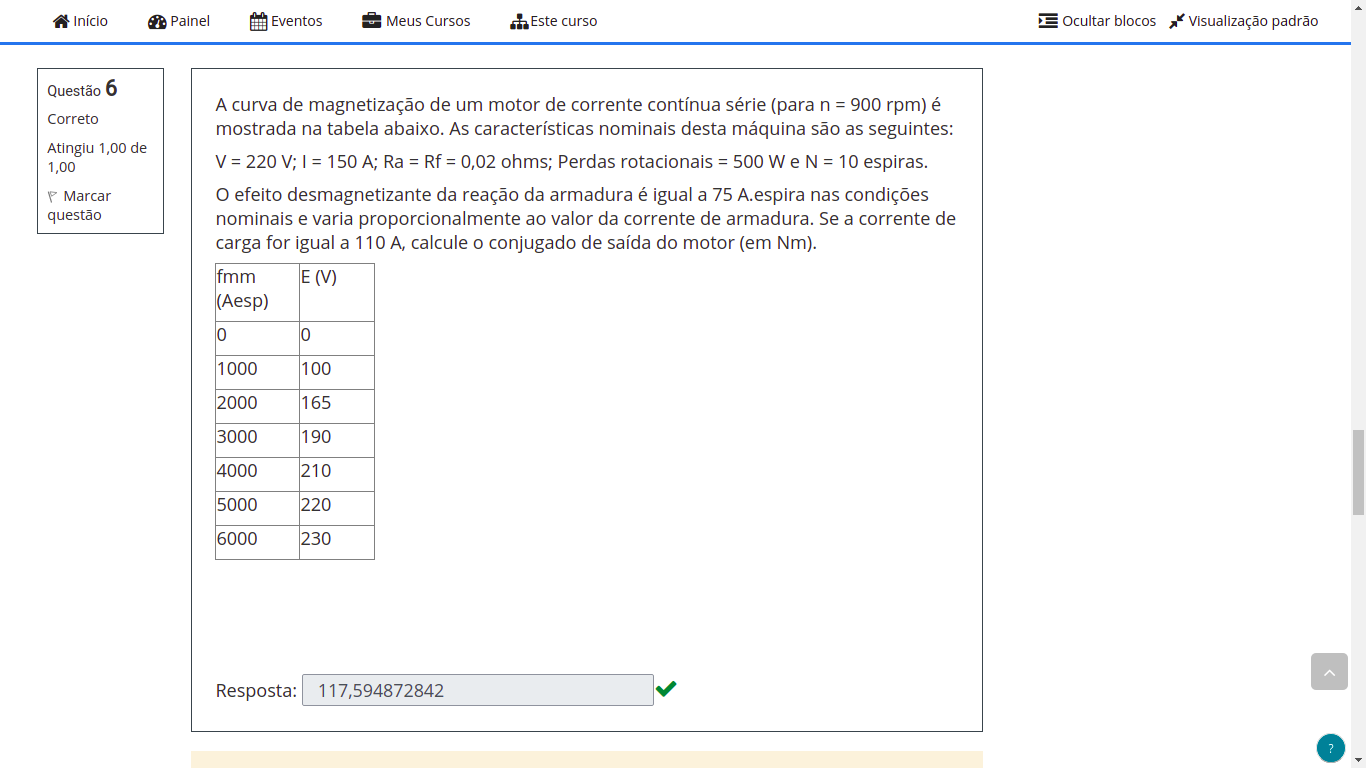 Início Painel Eventos Meus Cursos Este curso Ocultar blocos Visualização padrão
Questão 6
Correto
Atingiu 1,00 de
1,00
Marcar
questão
A curva de magnetização de um motor de corrente contínua série (para n = 900 rpm) é
mostrada na tabela abaixo. As características nominais desta máquina são as seguintes:
V = 220 V; I = 150 A; Ra = Rf = 0,02 ohms; Perdas rotacionais = 500 W e N = 10 espiras.
O efeito desmagnetizante da reação da armadura é igual a 75 A.espira nas condições
nominais e varia proporcionalmente ao valor da corrente de armadura. Se a corrente de
carga for igual a 110 A, calcule o conjugado de saída do motor (em Nm).
fmm E (V)
(Aesp)
0 0
1000 100
2000 165
3000 190
4000 210
5000 220
6000 230
Resposta: 117,594872842
?